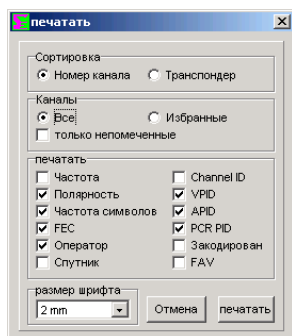 печатать
Сортировка
Номер канала Транспондер
Каналы
Все Избранные
только непомеченные
печатать
Частота Channel ID
Полярность VPID
Частота символов APID
FEC PCR PID
Оператор Закодирован
Спутник FAV
размер шрифта
2 mm Отмена печатать